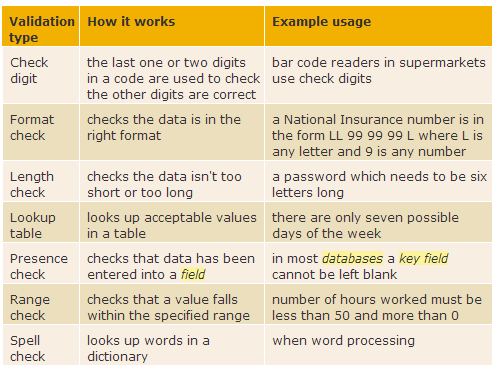 Validation type How it works Example usage
Check digit
the last one or two digits
in a code are used to check
the other digits are correct
bar code readers in supermarkets
use check digits
Format
check
checks the data is in the
right format
a National Insurance number is in
the form LL 99 99 99 L where L is
any letter and 9 is any number
Length
check
checks the data isn't too
short or too long
a password which needs to be six
letters long
Lookup
table
looks up acceptable values
in a table
there are only seven possible
days of the week
Presence
check
checks that data has been
entered into a field
in most databases a key field
cannot be left blank
Range
check
checks that a value falls
within the specified range
number of hours worked must be
less than 50 and more than 0
Spell
check
looks up words in a
dictionary
when word processing